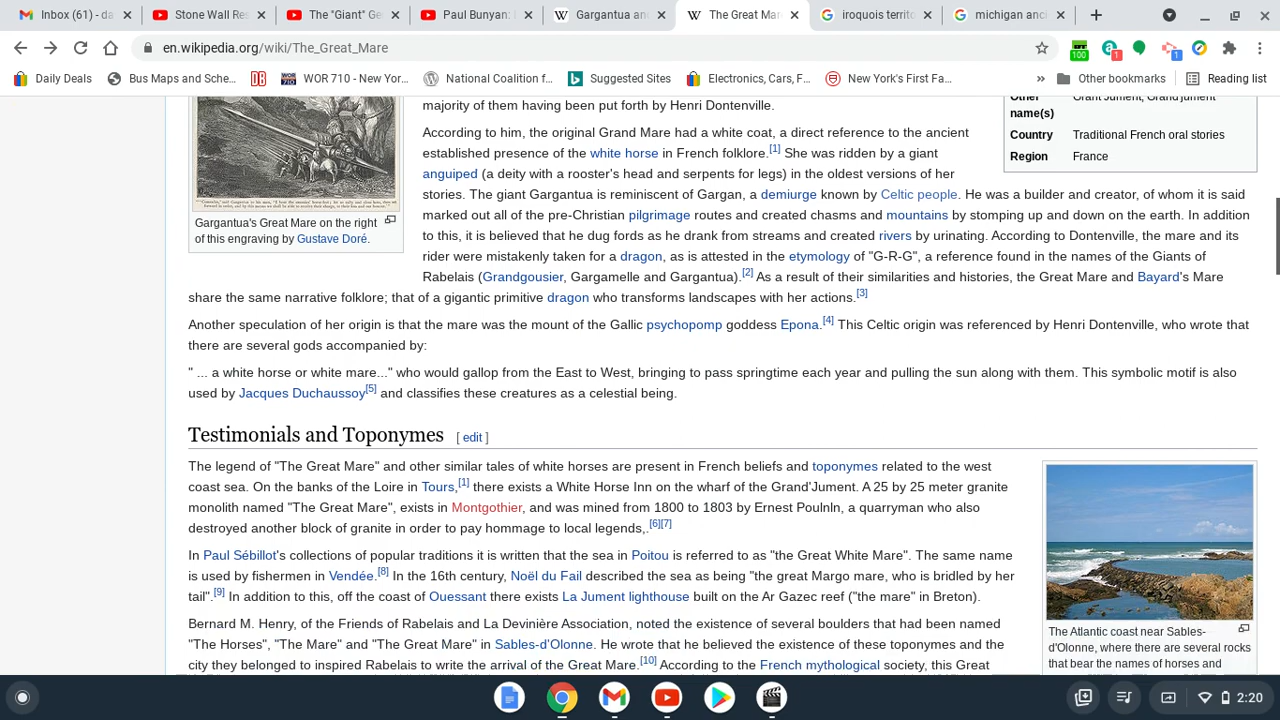 Inbox (61) - da
Stone Wall Res
The "Giant" Ge
Paul Bunyan:
Gargantua an
The Great Mar
iroquois territo
michigan anci
en.wikipedia.org/wiki/The_Great_Mare
100
1
1
Daily Deals
Bus Maps and Sche...
WOR 710 - New Yor...
National Coalition f...
Suggested Sites
Electronics, Cars, F...
New York's First Fa...
»
Other bookmarks
Reading list
majority of them having been put forth by Henri Dontenville.
According to him, the original Grand Mare had a white coat, a direct reference to the ancient
established presence of the white horse in French folklore.[1] She was ridden by a giant
anguiped (a deity with a rooster's head and serpents for legs) in the oldest versions of her
stories. The giant Gargantua is reminiscent of Gargan, a demiurge known by Celtic people. He was a builder and creator, of whom it is said
marked out all of the pre-Christian pilgrimage routes and created chasms and mountains by stomping up and down on the earth. In addition
to this, it is believed that he dug fords as he drank from streams and created rivers by urinating. According to Dontenville, the mare and its
rider were mistakenly taken for a dragon, as is attested in the etymology of "G-R-G", a reference found in the names of the Giants of
Rabelais (Grandgousier, Gargamelle and Gargantua).[2] As a result of their similarities and histories, the Great Mare and Bayard's Mare
share the same narrative folklore; that of a gigantic primitive dragon who transforms landscapes with her actions.[3]
Gargantua's Great Mare on the right
of this engraving by Gustave Doré.
Other Grant Jument, Grand'jument
name(s)
Country Traditional French oral stories
Region France
Another speculation of her origin is that the mare was the mount of the Gallic psychopomp goddess Epona.[4] This Celtic origin was referenced by Henri Dontenville, who wrote that
there are several gods accompanied by:
" ... a white horse or white mare..." who would gallop from the East to West, bringing to pass springtime each year and pulling the sun along with them. This symbolic motif is also
used by Jacques Duchaussoy[5] and classifies these creatures as a celestial being.
Testimonials and Toponymes [ edit ]
The legend of "The Great Mare" and other similar tales of white horses are present in French beliefs and toponymes related to the west
coast sea. On the banks of the Loire in Tours,[1] there exists a White Horse Inn on the wharf of the Grand'Jument. A 25 by 25 meter granite
monolith named "The Great Mare", exists in Montgothier, and was mined from 1800 to 1803 by Ernest Poulnln, a quarryman who also
destroyed another block of granite in order to pay hommage to local legends,.[6][7]
In Paul Sébillot's collections of popular traditions it is written that the sea in Poitou is referred to as "the Great White Mare". The same name
is used by fishermen in Vendée.[8] In the 16th century, Noël du Fail described the sea as being "the great Margo mare, who is bridled by her
tail".[9] In addition to this, off the coast of Ouessant there exists La Jument lighthouse built on the Ar Gazec reef ("the mare" in Breton).
Bernard M. Henry, of the Friends of Rabelais and La Devinière Association, noted the existence of several boulders that had been named
"The Horses", "The Mare" and "The Great Mare" in Sables-d'Olonne. He wrote that he believed the existence of these toponymes and the
city they belonged to inspired Rabelais to write the arrival of the Great Mare.[10] According to the French mythological society, this Great
The Atlantic coast near Sables-
d'Olonne, where there are several rocks
that bear the names of horses and
2:20